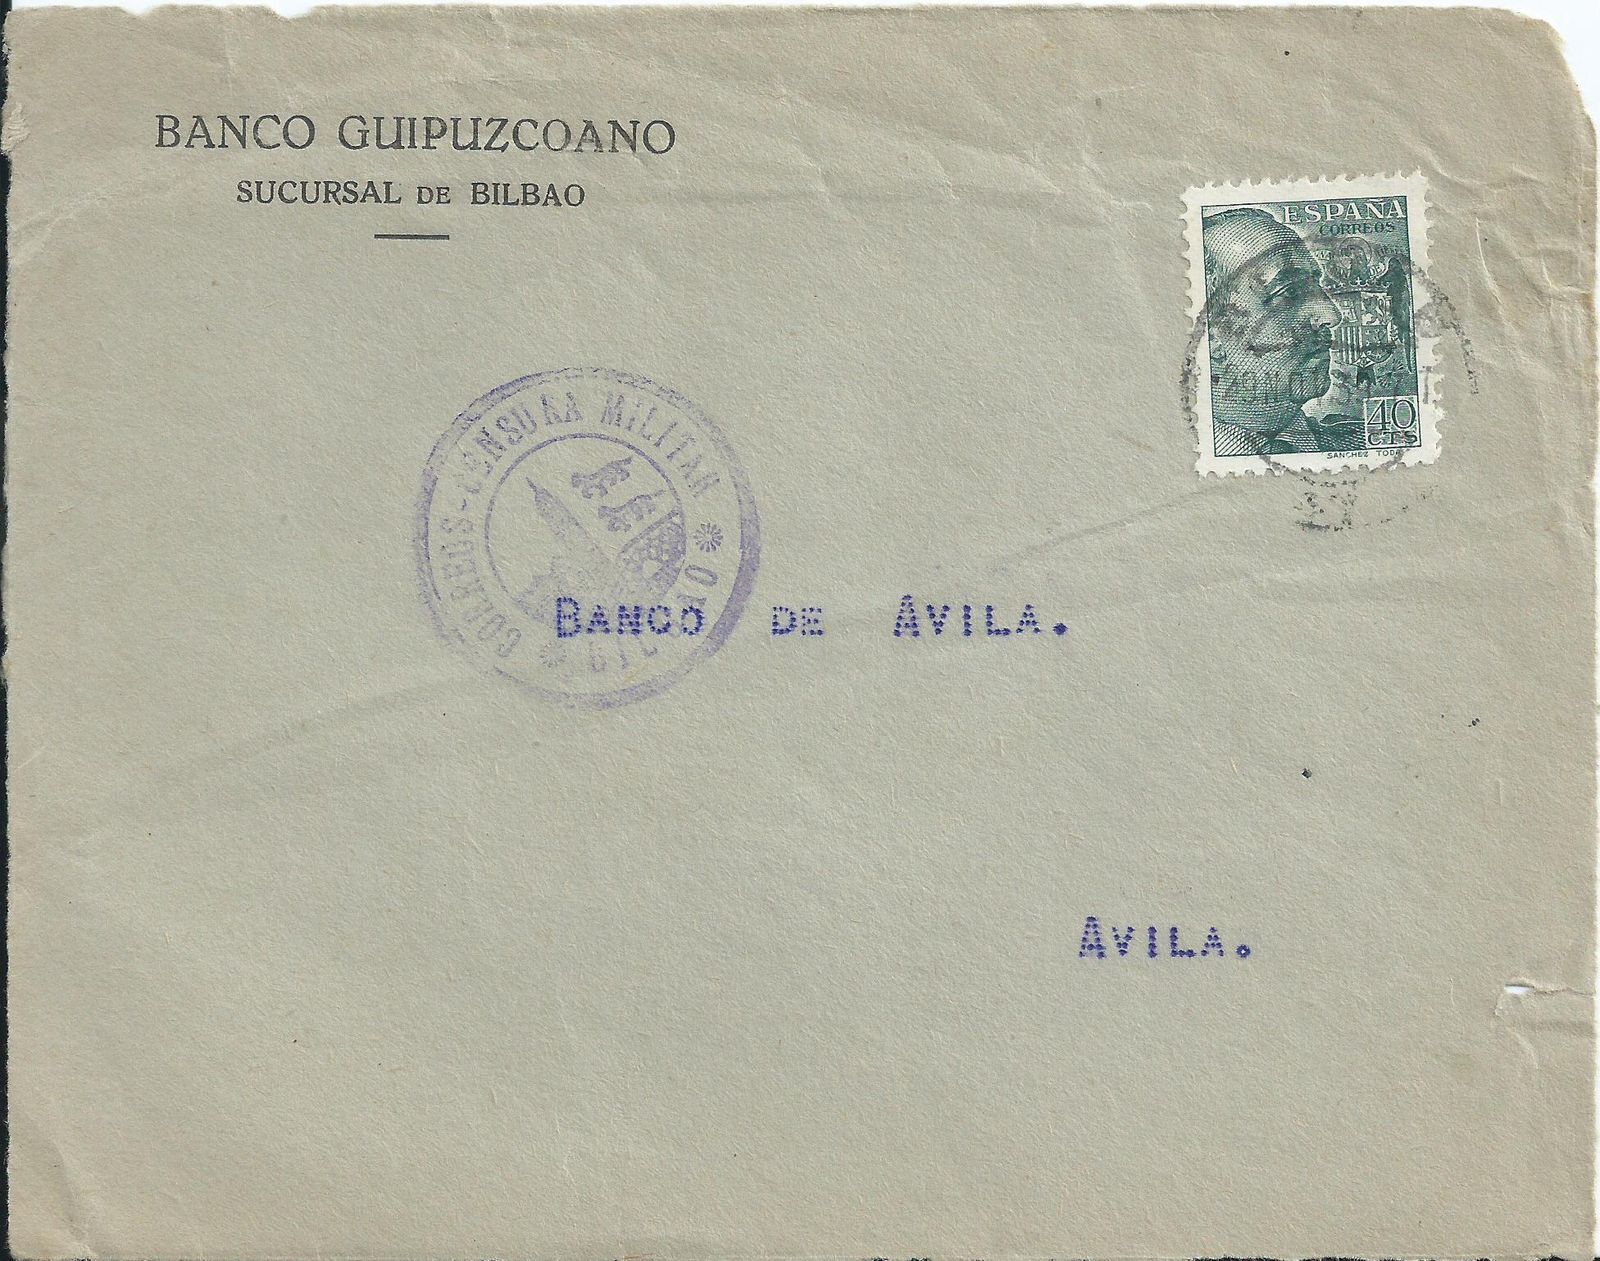 BANCO GUIPUZCOANO
SUCURSAL DE BILBAO
ESPAÑA
CORREOS
40
CTS
SANCHEZ TODA
CORREOS-CENSURA MILITAR
BILBAO
BANCO DE AVILA.
AVILA.